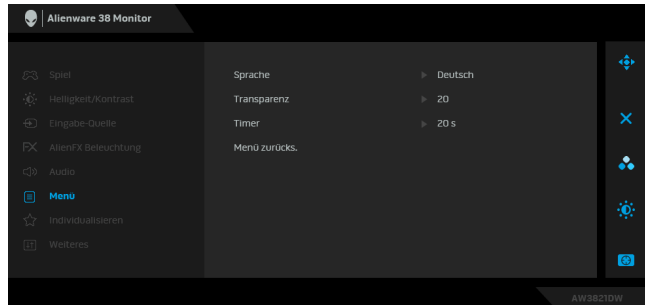 Alienware 38 Monitor
Spiel
Helligkeit/Kontrast
Eingabe-Quelle
AlienFX Beleuchtung
Audio
Menü
Individualisieren
Weiteres
Sprache Deutsch
Transparenz 20
Timer 20 s
Menü zurücks.
AW3821DW